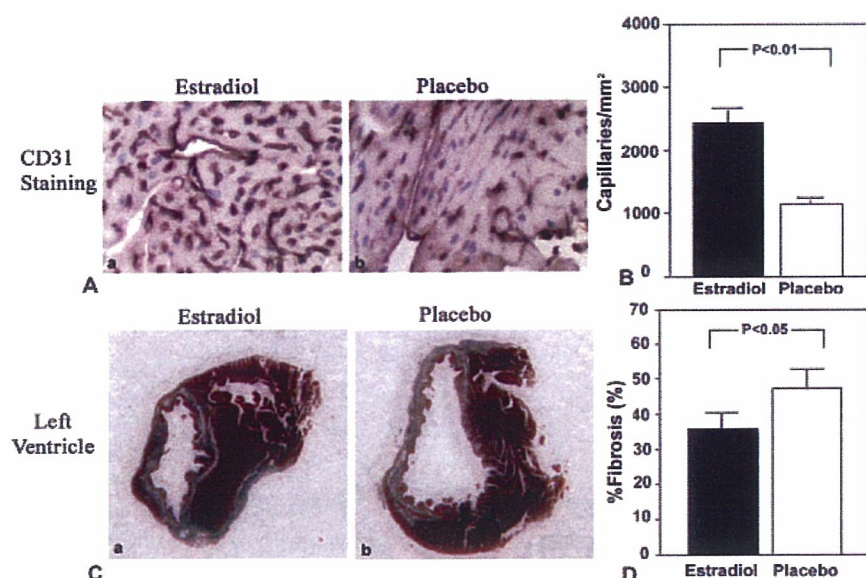 Estradiol
Placebo
CD31
Staining
a
b
A
4000
3000
2000
1000
0
Capillaries/mm²
P<0.01
Estradiol Placebo
B
Estradiol
Placebo
Left
Ventricle
a
b
C
70
60
50
40
30
20
10
0
%Fibrosis (%)
P<0.05
Estradiol Placebo
D